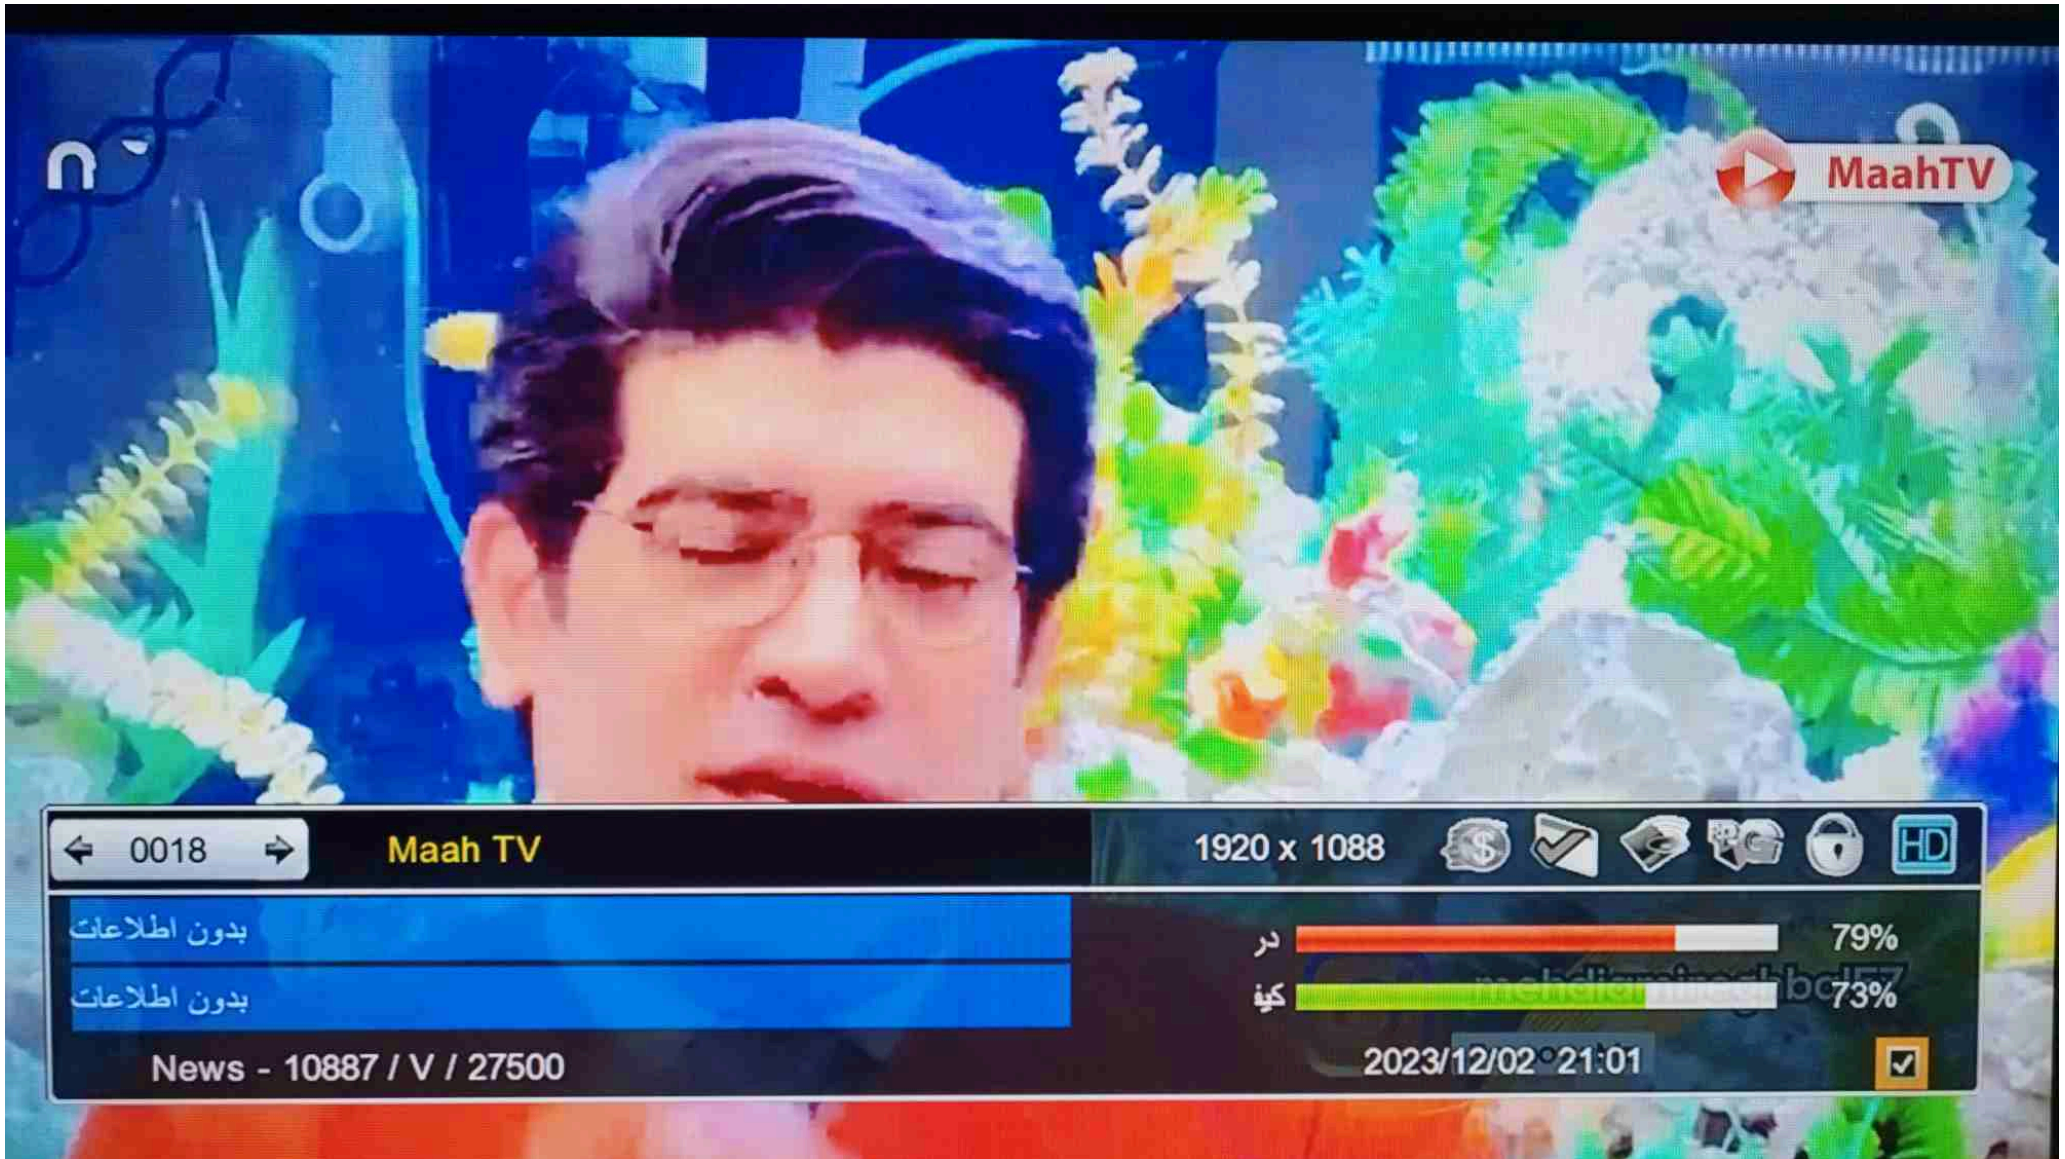 MaahTV
0018
Maah TV
1920 x 1088
HD
بدون اطلاعات
در
79%
بدون اطلاعات
کیف
73%
News - 10887 / V / 27500
2023/12/02 21:01